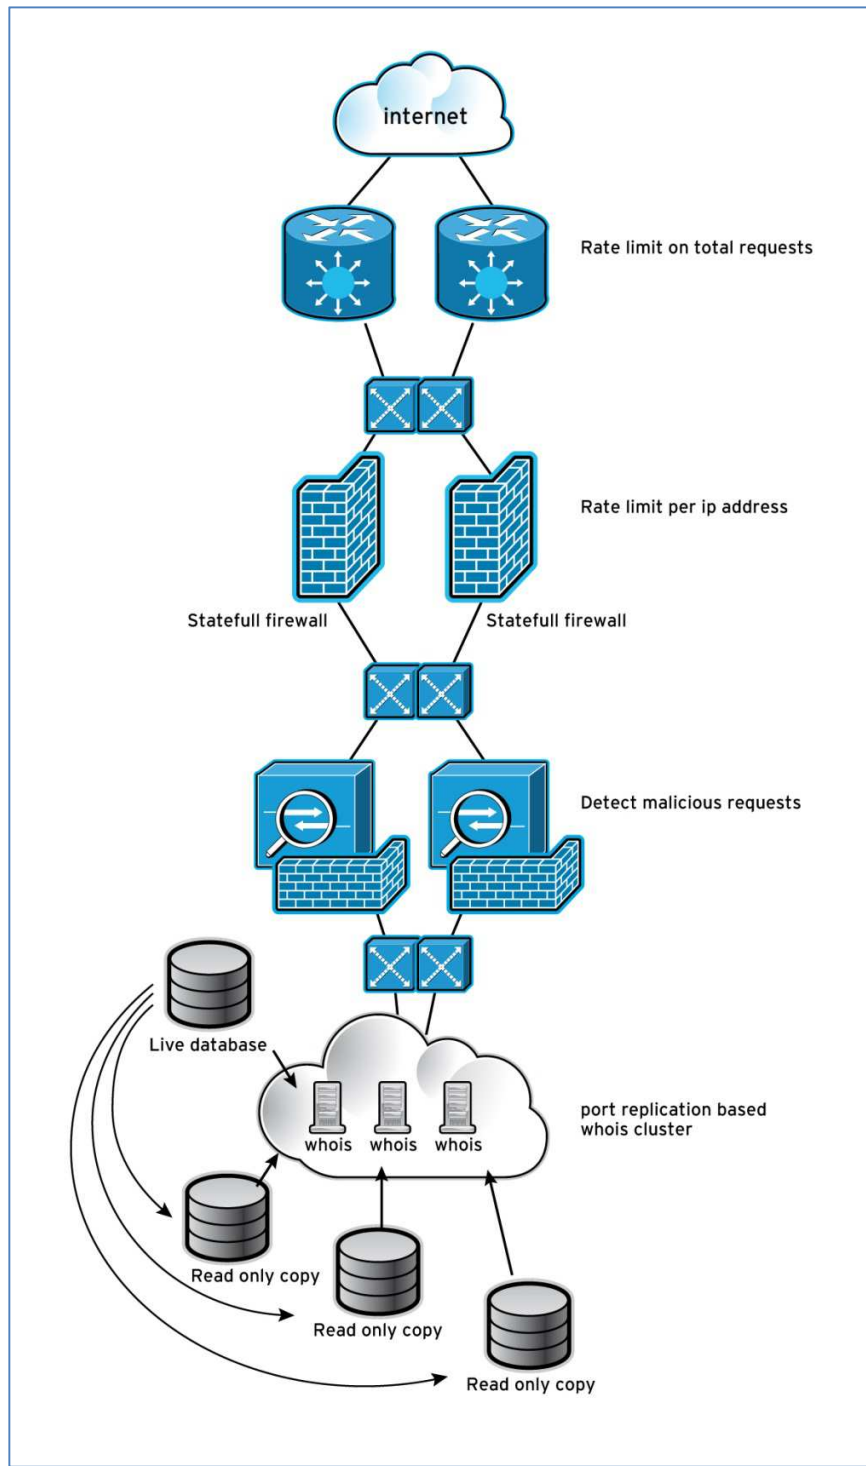 internet
Rate limit on total requests
Rate limit per ip address
Statefull firewall
Statefull firewall
Detect malicious requests
Live database
port replication based
whois cluster
whois
whois
whois
Read only copy
Read only copy
Read only copy